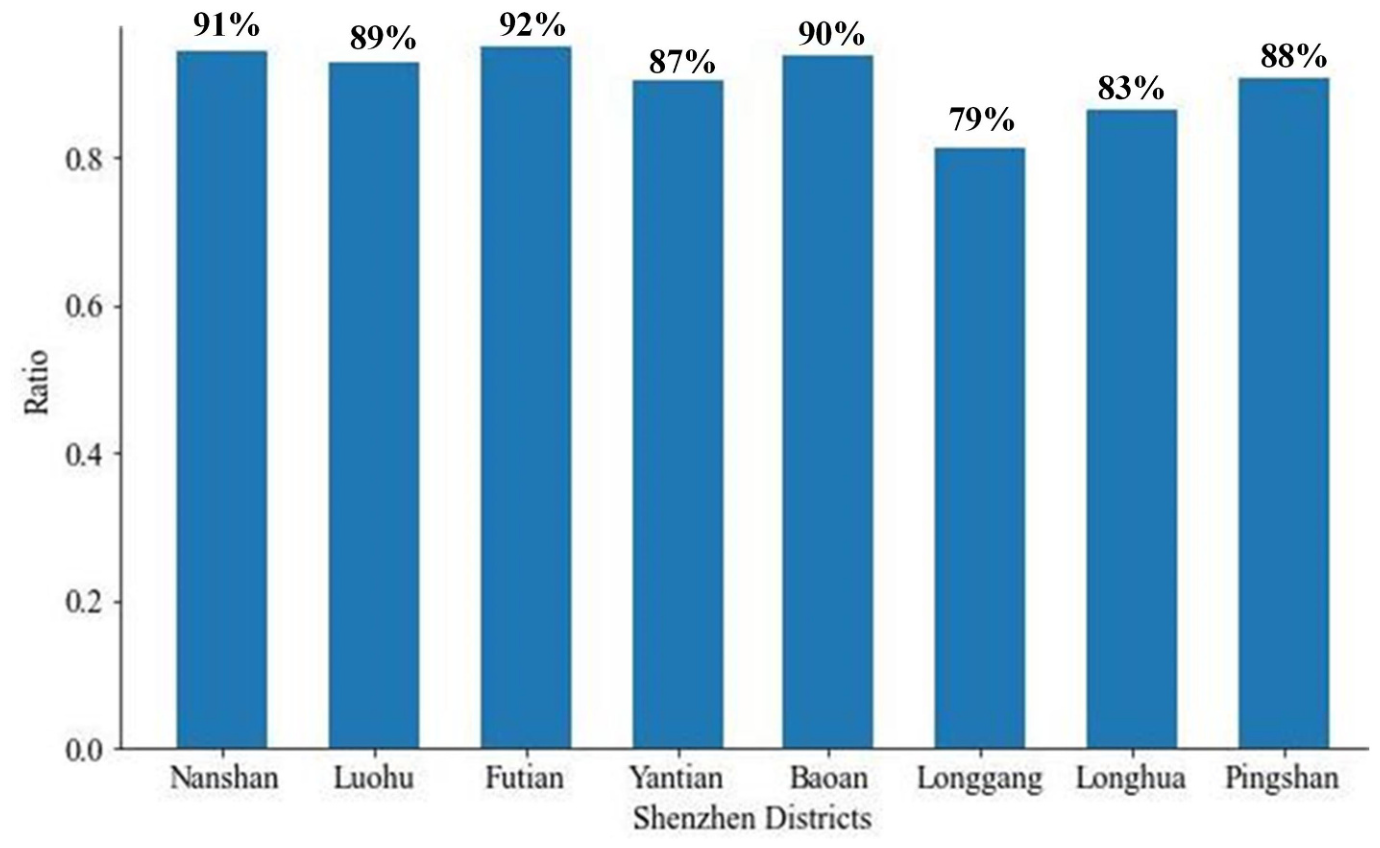 91%
89%
92%
87%
90%
79%
83%
88%
0.8
0.6
0.4
0.2
0.0
Ratio
Nanshan
Luohu
Futian
Yantian
Baoan
Longgang
Longhua
Pingshan
Shenzhen Districts